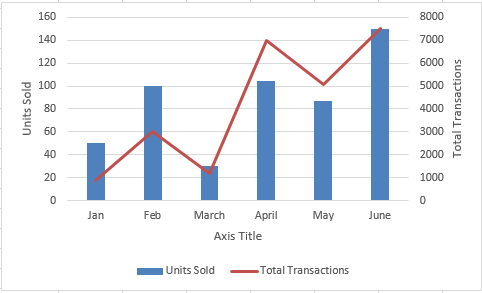 160 8000
140 7000
120 6000
100 5000
80 4000
60 3000
40 2000
20 1000
0 0
Units Sold
Total Transactions
Jan Feb March April May June
Axis Title
Units Sold Total Transactions